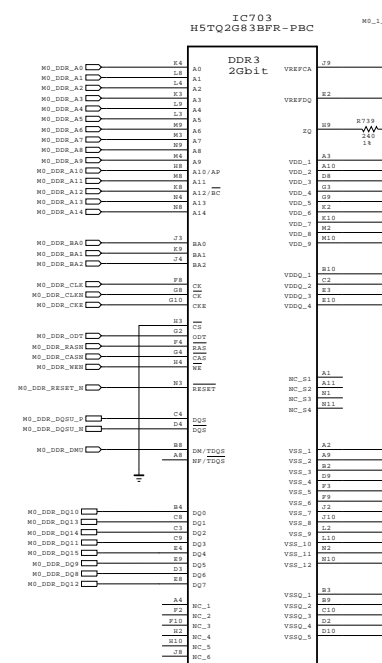 IC703
H5TQ2G83BFR-PBC
M0_1
DDR3
2Gbit
M0_DDR_A0 K4 A0
M0_DDR_A1 L8 A1
M0_DDR_A2 L4 A2
M0_DDR_A3 K3 A3
M0_DDR_A4 L9 A4
M0_DDR_A5 L3 A5
M0_DDR_A6 M9 A6
M0_DDR_A7 M3 A7
M0_DDR_A8 N9 A8
M0_DDR_A9 M4 A9
M0_DDR_A10 H8 A10/AP
M0_DDR_A11 M8 A11
M0_DDR_A12 K8 A12/BC
M0_DDR_A13 N4 A13
M0_DDR_A14 N8 A14
M0_DDR_BA0 J3 BA0
M0_DDR_BA1 K9 BA1
M0_DDR_BA2 J4 BA2
M0_DDR_CLK F8 CK
M0_DDR_CLKN G8 CK
M0_DDR_CKE G10 CKE
H3 CS
M0_DDR_ODT G2 ODT
M0_DDR_RASN F4 RAS
M0_DDR_CASN G4 CAS
M0_DDR_WEN H4 WE
M0_DDR_RESET_N N3 RESET
M0_DDR_DQSU_P C4 DQS
M0_DDR_DQSU_N D4 DQS
M0_DDR_DMU B8 DM/TDQS
A8 NF/TDQS
M0_DDR_DQ10 B4 DQ0
M0_DDR_DQ13 C8 DQ1
M0_DDR_DQ14 C3 DQ2
M0_DDR_DQ11 C9 DQ3
M0_DDR_DQ15 E4 DQ4
M0_DDR_DQ9 E9 DQ5
M0_DDR_DQ8 D3 DQ6
M0_DDR_DQ12 E8 DQ7
A4 NC_1
F2 NC_2
F10 NC_3
H2 NC_4
H10 NC_5
J8 NC_6
VREFCA J9
VREFDQ E2
ZQ H9
R739
240
1%
VDD_1 A3
VDD_2 A10
VDD_3 D8
VDD_4 G3
VDD_5 G9
VDD_6 K2
VDD_7 K10
VDD_8 M2
VDD_9 M10
VDDQ_1 B10
VDDQ_2 C2
VDDQ_3 E3
VDDQ_4 E10
NC_S1 A1
NC_S2 A11
NC_S3 N1
NC_S4 N11
VSS_1 A2
VSS_2 A9
VSS_3 B2
VSS_4 D9
VSS_5 F3
VSS_6 F9
VSS_7 J2
VSS_8 J10
VSS_9 L2
VSS_10 L10
VSS_11 N2
VSS_12 N10
VSSQ_1 B3
VSSQ_2 B9
VSSQ_3 C10
VSSQ_4 D2
VSSQ_5 D10